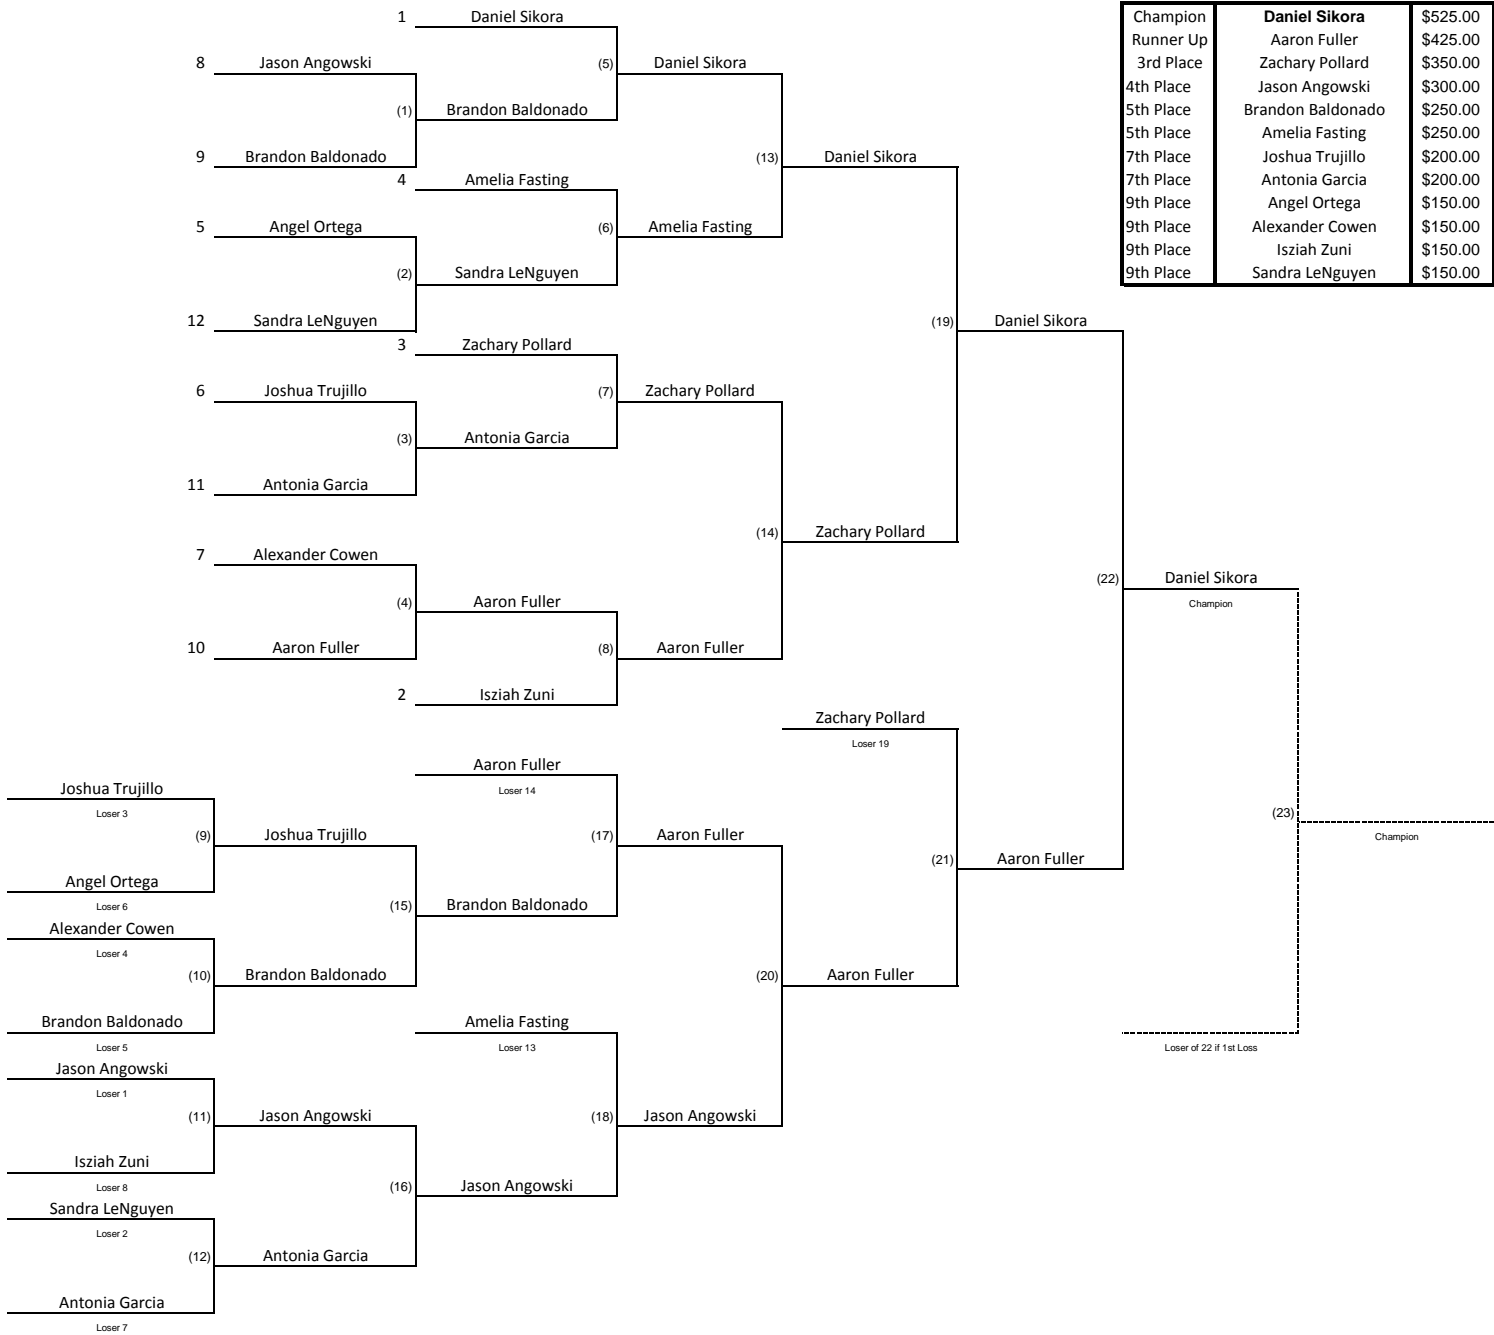 1 Daniel Sikora
8 Jason Angowski
(5) Daniel Sikora
(1) Brandon Baldonado
9 Brandon Baldonado
(13) Daniel Sikora
4 Amelia Fasting
5 Angel Ortega
(6) Amelia Fasting
(2) Sandra LeNguyen
12 Sandra LeNguyen
(19) Daniel Sikora
3 Zachary Pollard
6 Joshua Trujillo
(7) Zachary Pollard
(3) Antonia Garcia
11 Antonia Garcia
(14) Zachary Pollard
7 Alexander Cowen
(22) Daniel Sikora
Champion
(4) Aaron Fuller
10 Aaron Fuller
(8) Aaron Fuller
2 Isziah Zuni
Champion Daniel Sikora $525.00
Runner Up Aaron Fuller $425.00
3rd Place Zachary Pollard $350.00
4th Place Jason Angowski $300.00
5th Place Brandon Baldonado $250.00
5th Place Amelia Fasting $250.00
7th Place Joshua Trujillo $200.00
7th Place Antonia Garcia $200.00
9th Place Angel Ortega $150.00
9th Place Alexander Cowen $150.00
9th Place Isziah Zuni $150.00
9th Place Sandra LeNguyen $150.00
Zachary Pollard
Loser 19
Aaron Fuller
Loser 14
Joshua Trujillo
Loser 3
(9) Joshua Trujillo
(17) Aaron Fuller
(23)
Champion
(21) Aaron Fuller
Angel Ortega
Loser 6
(15) Brandon Baldonado
Alexander Cowen
Loser 4
(10) Brandon Baldonado
(20) Aaron Fuller
Brandon Baldonado
Loser 5
Amelia Fasting
Loser 13
Loser of 22 if 1st Loss
Jason Angowski
Loser 1
(11) Jason Angowski
(18) Jason Angowski
Isziah Zuni
Loser 8
(16) Jason Angowski
Sandra LeNguyen
Loser 2
(12) Antonia Garcia
Antonia Garcia
Loser 7